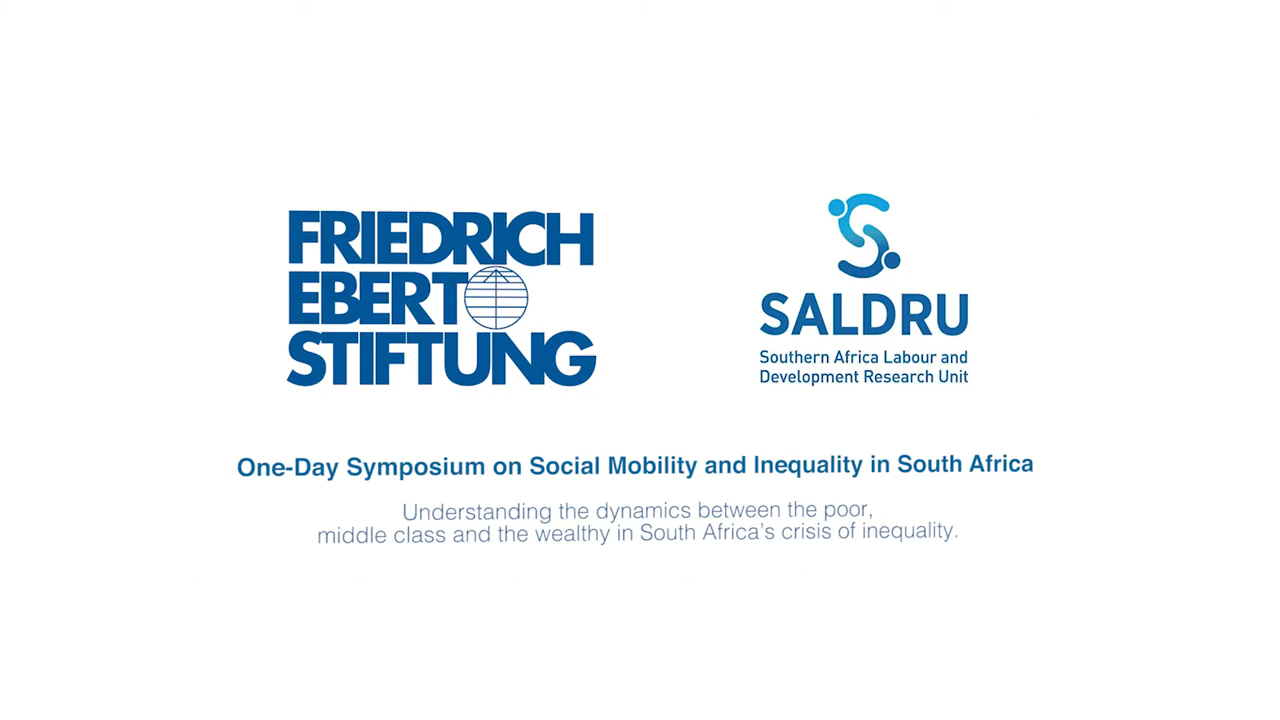 FRIEDRICH
EBERT
STIFTUNG
SALDRU
Southern Africa Labour and
Development Research Unit
One-Day Symposium on Social Mobility and Inequality in South Africa
Understanding the dynamics between the poor,
middle class and the wealthy in South Africa's crisis of inequality.